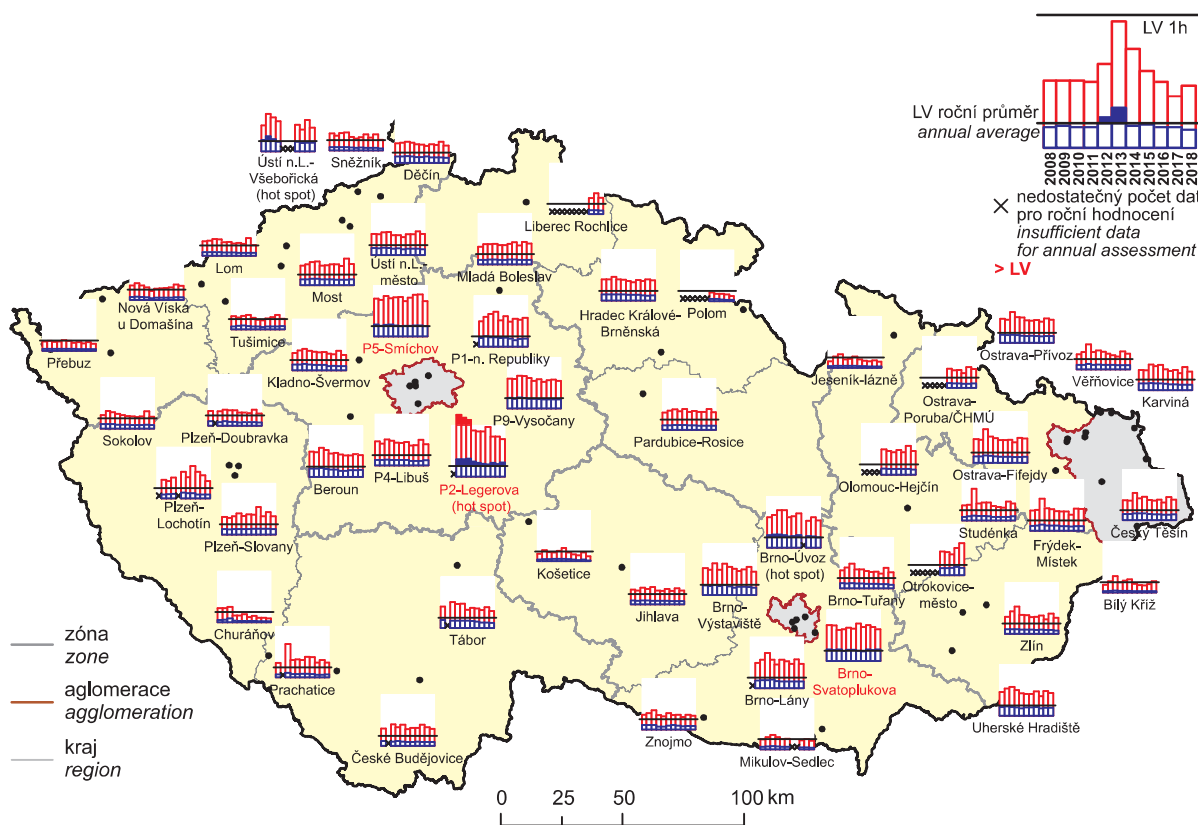 LV 1h
LV roční průměr
annual average
2008
2009
2010
2011
2012
2013
2014
2015
2016
2017
2018
× nedostatečný počet dat
pro roční hodnocení
insufficient data
for annual assessment
> LV
Ústí n.L.-
Všebořická
(hot spot)
Sněžník
Děčín
Liberec Rochlice
Lom
Most
Ústí n.L.-
město
Mladá Boleslav
Nová Víska
u Domašína
Tušimice
Hradec Králové-
Brněnská
Polom
Přebuz
P5-Smíchov
P1-n. Republiky
Kladno-Švermov
Jeseník-lázně
Ostrava-Přívoz
Věřňovice
Karviná
Ostrava-
Poruba/ČHMÚ
Sokolov
Plzeň-Doubravka
P9-Vysočany
Pardubice-Rosice
Beroun
P4-Libuš
P2-Legerova
(hot spot)
Olomouc-Hejčín
Ostrava-Fifejdy
Plzeň-
Lochotín
Plzeň-Slovany
Studénka
Frýdek-
Místek
Český Těšín
Košetice
Brno-Úvoz
(hot spot)
Brno-
Výstaviště
Jihlava
Brno-Tuřany
Otrokovice-
město
Bílý Kříž
Churáňov
Tábor
Zlín
Prachatice
Brno-Lány
Brno-
Svatoplukova
Uherské Hradiště
České Budějovice
Znojmo
Mikulov-Sedlec
zóna
zone
aglomerace
agglomeration
kraj
region
0 25 50 100 km